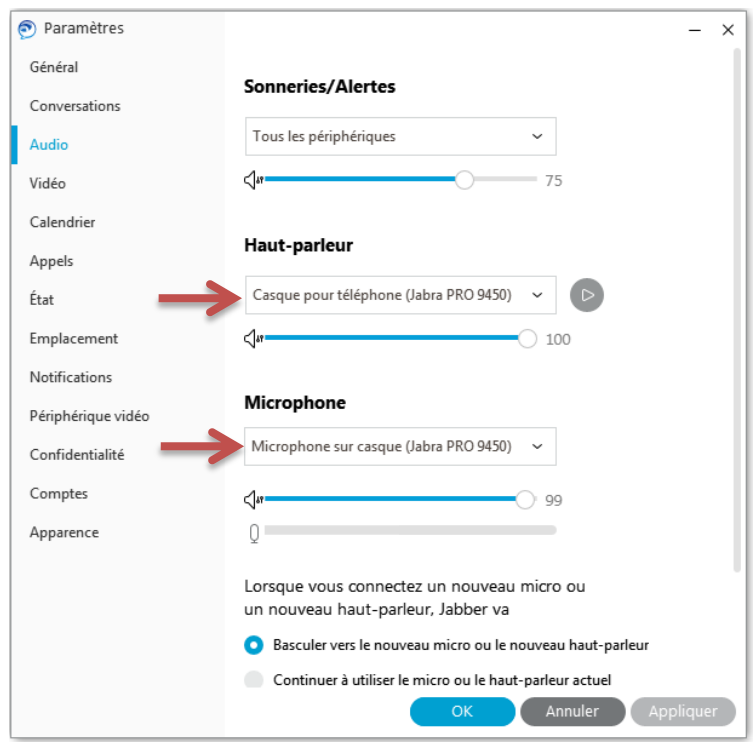 Paramètres
Général
Conversations
Audio
Vidéo
Calendrier
Appels
État
Emplacement
Notifications
Périphérique vidéo
Confidentialité
Comptes
Apparence
Sonneries/Alertes
Tous les périphériques
75
Haut-parleur
Casque pour téléphone (Jabra PRO 9450)
100
Microphone
Microphone sur casque (Jabra PRO 9450)
99
Lorsque vous connectez un nouveau micro ou
un nouveau haut-parleur, Jabber va
Basculer vers le nouveau micro ou le nouveau haut-parleur
Continuer à utiliser le micro ou le haut-parleur actuel
OK
Annuler
Appliquer